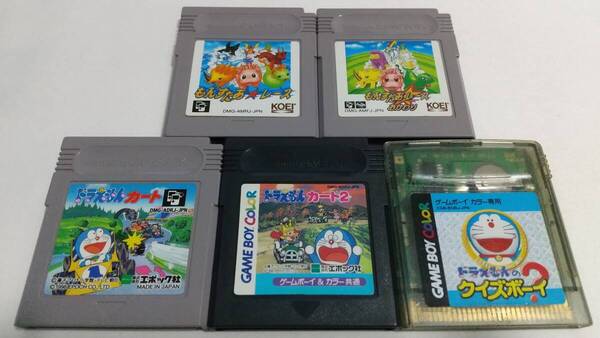 もんすたあ★レース
DMG-AMRJ-JPN
KOEI
もんすたあ★レース
おかわり
DMG-AMFJ-JPN
KOEI
ドラえもんカート
DMG-ADRJ-JPN
エポック社
MADE IN JAPAN
GAME BOY COLOR
ドラえもんカート2
エポック社
ゲームボーイ&カラー共通
GAME BOY COLOR
ゲームボーイ カラー専用
ドラえもんの
クイズボーイ
?